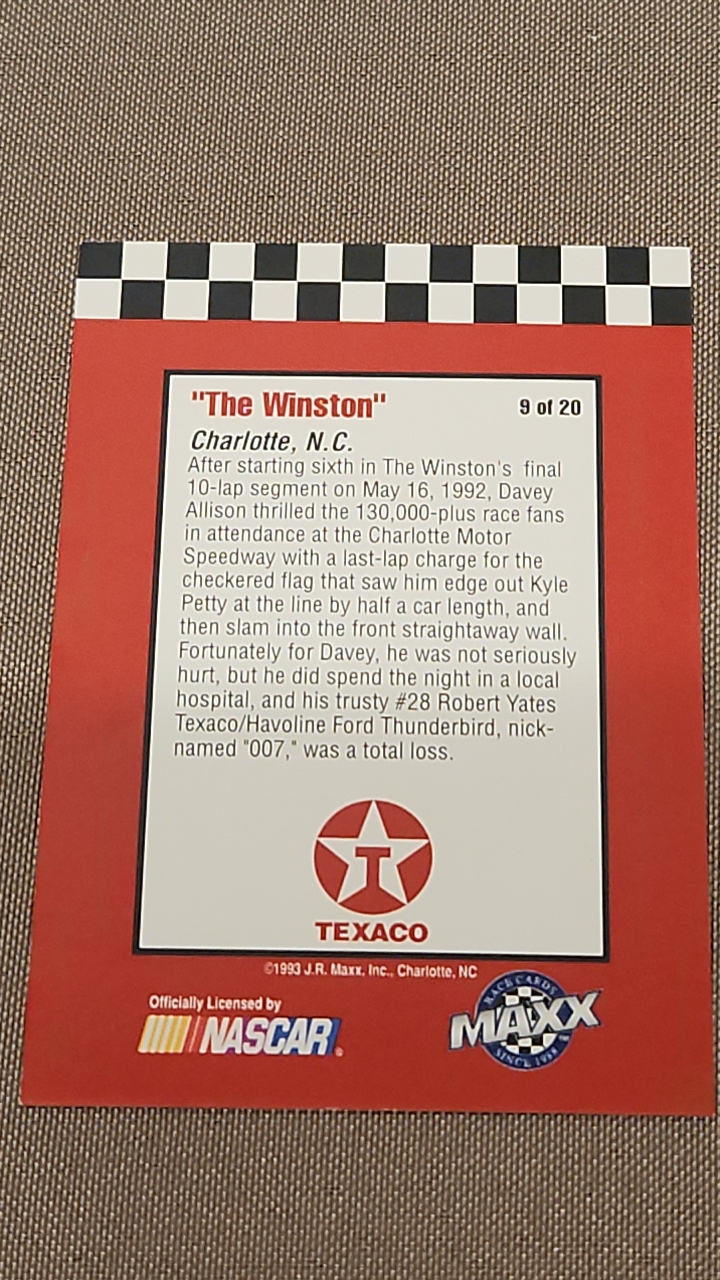 "The Winston"
9 of 20
Charlotte, N.C.
After starting sixth in The Winston's final
10-lap segment on May 16, 1992, Davey
Allison thrilled the 130,000-plus race fans
in attendance at the Charlotte Motor
Speedway with a last-lap charge for the
checkered flag that saw him edge out Kyle
Petty at the line by half a car length, and
then slam into the front straightaway wall.
Fortunately for Davey, he was not seriously
hurt, but he did spend the night in a local
hospital, and his trusty #28 Robert Yates
Texaco/Havoline Ford Thunderbird, nick-
named "007," was a total loss.
T
TEXACO
©1993 J.R. Maxx, Inc., Charlotte, NC
Officially Licensed by
NASCAR.
RACE CARDS
MAXX
SINCE 1988